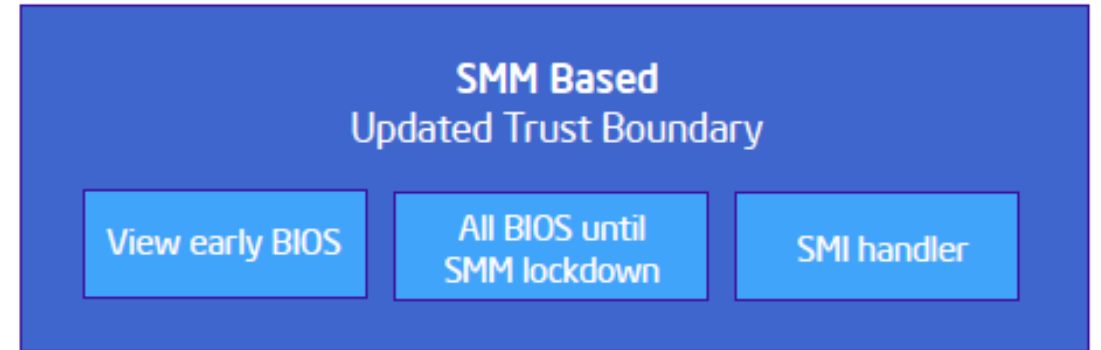 SMM Based
Updated Trust Boundary
View early BIOS
All BIOS until
SMM lockdown
SMI handler